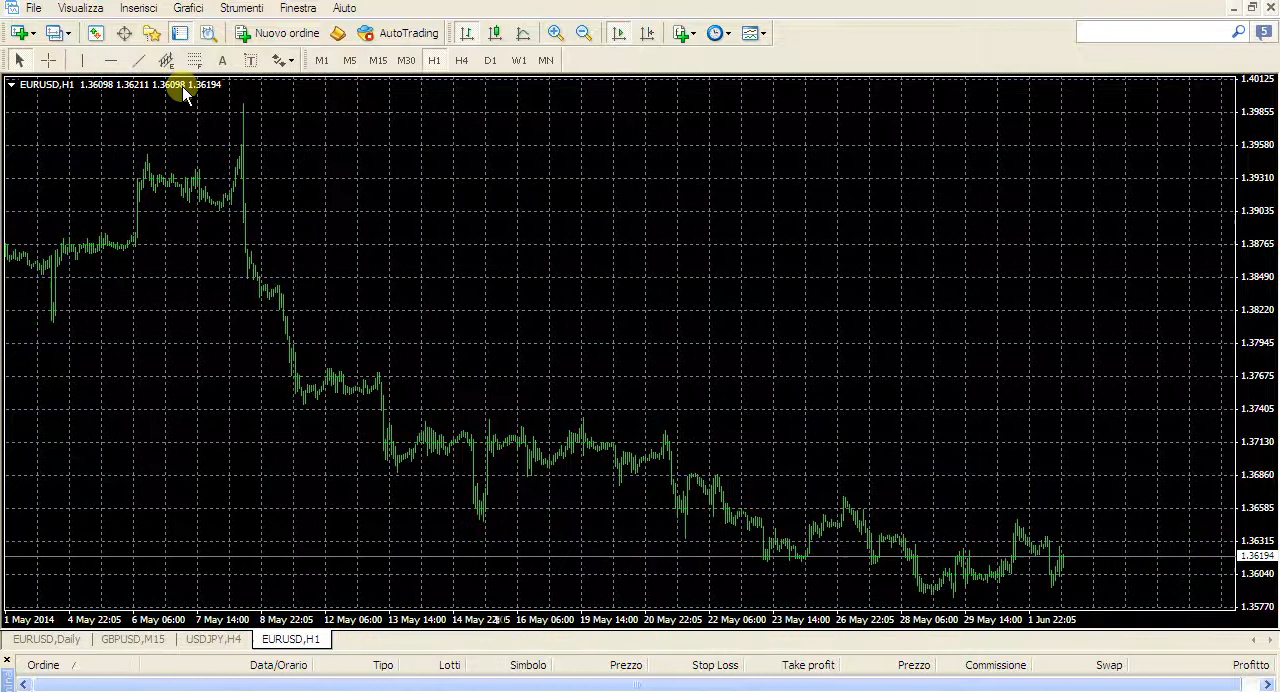 File Visualizza Inserisci Grafici Strumenti Finestra Aiuto
Nuovo ordine AutoTrading 5
A T M1 M5 M15 M30 H1 H4 D1 W1 MN
EURUSD,H1 1.36098 1.36211 1.36098 1.36194
1.40125
1.39855
1.39580
1.39310
1.39035
1.38765
1.38490
1.38220
1.37945
1.37675
1.37405
1.37130
1.36860
1.36585
1.36315
1.36194
1.36040
1.35770
1 May 2014 4 May 22:05 6 May 06:00 7 May 14:00 8 May 22:05 12 May 06:00 13 May 14:00 14 May 22:05 16 May 06:00 19 May 14:00 20 May 22:05 22 May 06:00 23 May 14:00 26 May 22:05 28 May 06:00 29 May 14:00 1 Jun 22:05
EURUSD,Daily GBPUSD,M15 USDJPY,H4 EURUSD,H1
Ordine / Data/Orario Tipo Lotti Simbolo Prezzo Stop Loss Take profit Prezzo Commissione Swap Profitto